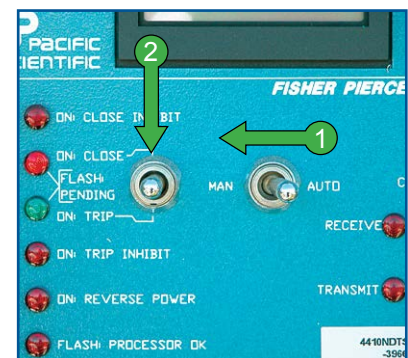 PACIFIC
IENTIFIC
2
FISHER PIERCE
ON: CLOSE INHIBIT
1
ON: CLOSE
FLASH:
PENDING
MAN
AUTO
C
ON: TRIP
RECEIVE
ON: TRIP INHIBIT
TRANSMIT
ON: REVERSE POWER
FLASH: PROCESSOR OK
4410NDTS
-396